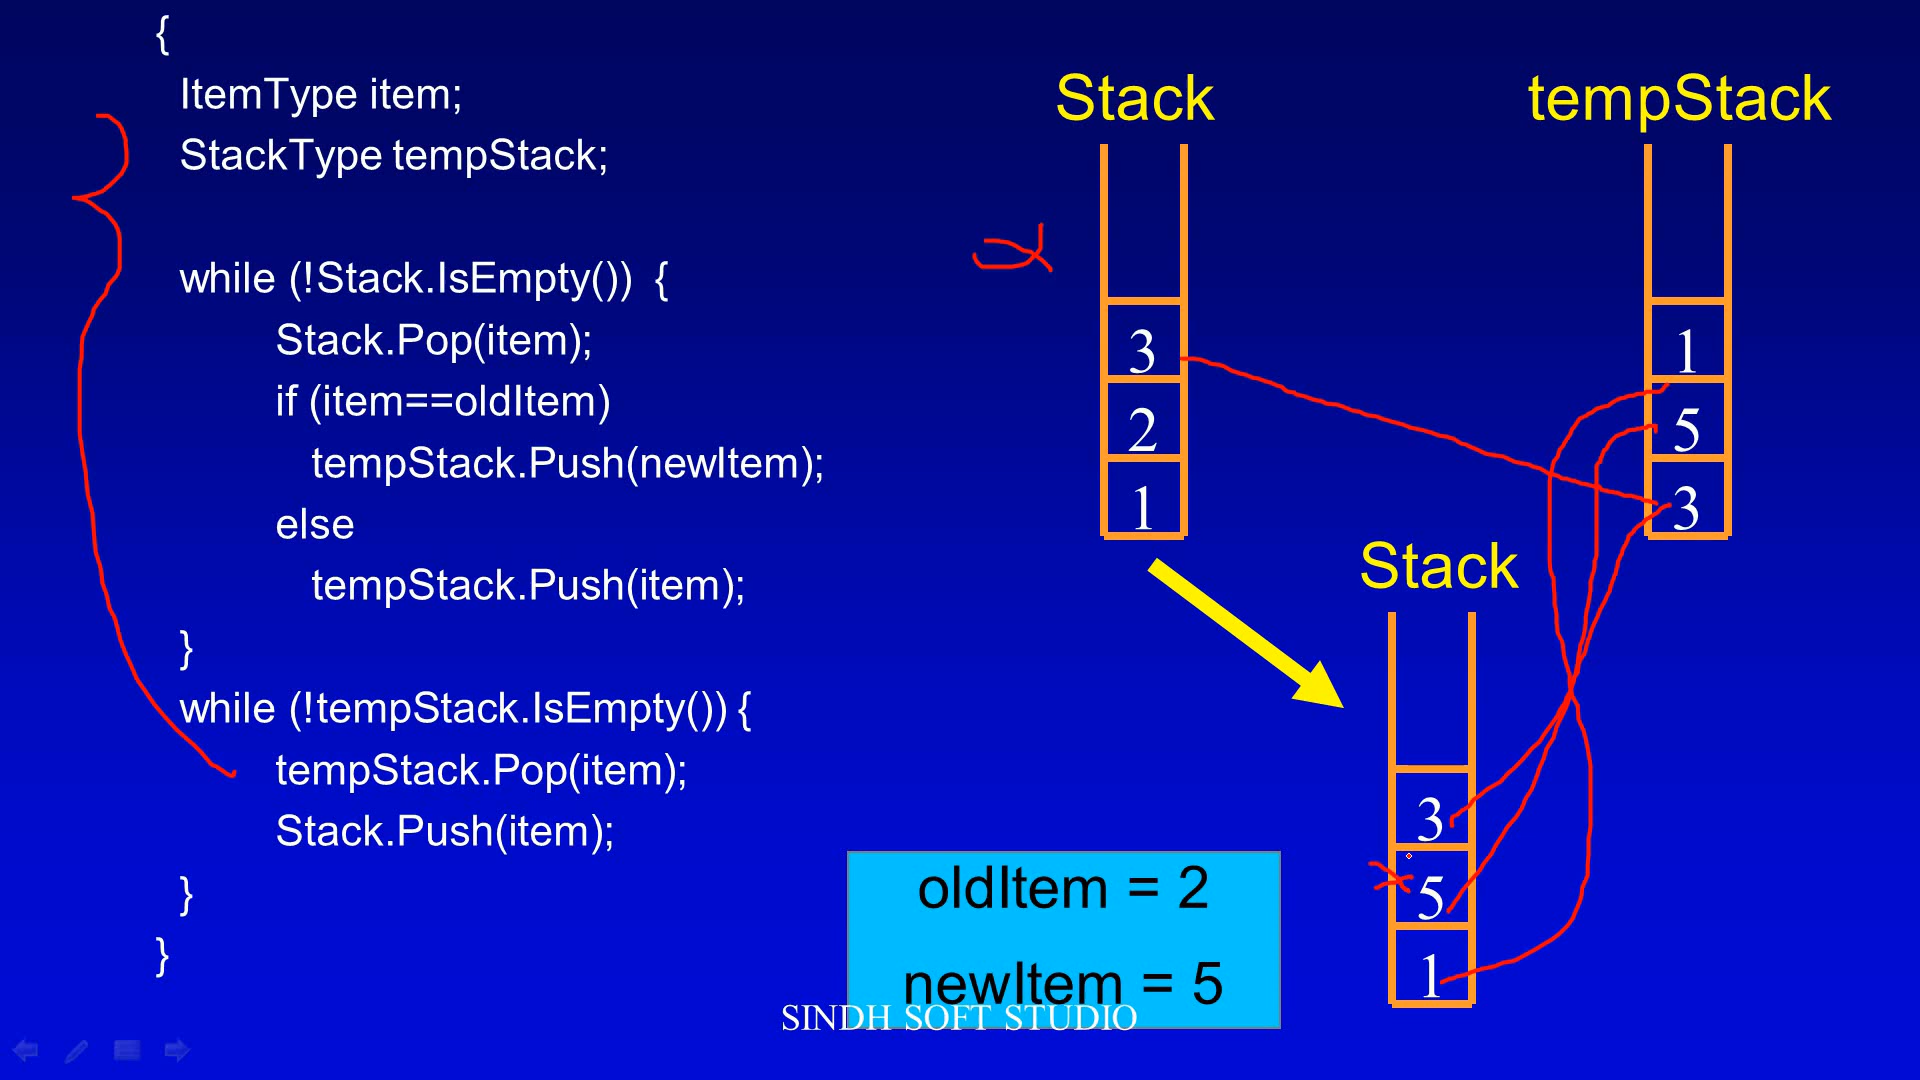 {
ItemType item;
StackType tempStack;
while (!Stack.IsEmpty()) {
Stack.Pop(item);
if (item==oldItem)
tempStack.Push(newItem);
else
tempStack.Push(item);
}
while (!tempStack.IsEmpty()) {
tempStack.Pop(item);
Stack.Push(item);
}
}
Stack
3
2
1
tempStack
1
5
3
Stack
3
5
1
oldItem = 2
newItem = 5
SINDH SOFT STUDIO